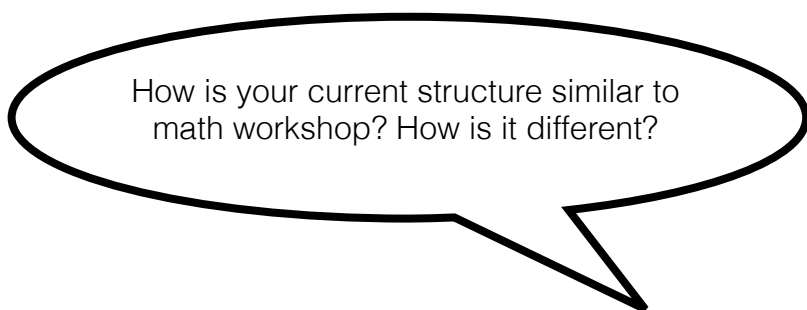 How is your current structure similar to
math workshop? How is it different?